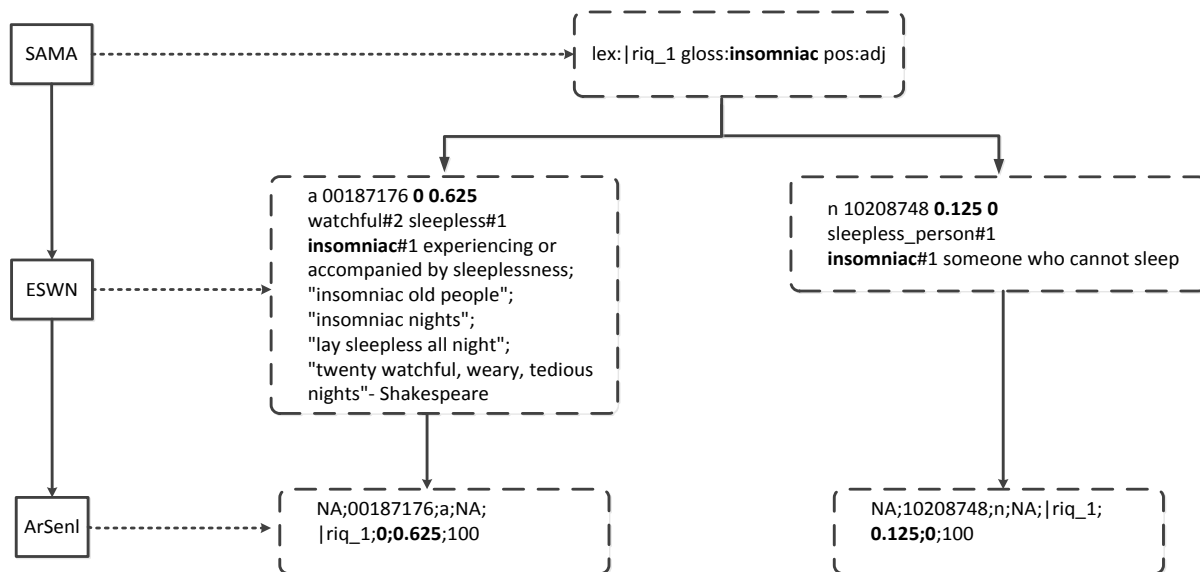 SAMA
lex:|riq_1 gloss:insomniac pos:adj
a 00187176 0 0.625
watchful#2 sleepless#1
insomniac#1 experiencing or
accompanied by sleeplessness;
"insomniac old people";
"insomniac nights";
"lay sleepless all night";
"twenty watchful, weary, tedious
nights"- Shakespeare
n 10208748 0.125 0
sleepless_person#1
insomniac#1 someone who cannot sleep
ESWN
ArSenl
NA;00187176;a;NA;
|riq_1;0;0.625;100
NA;10208748;n;NA;|riq_1;
0.125;0;100